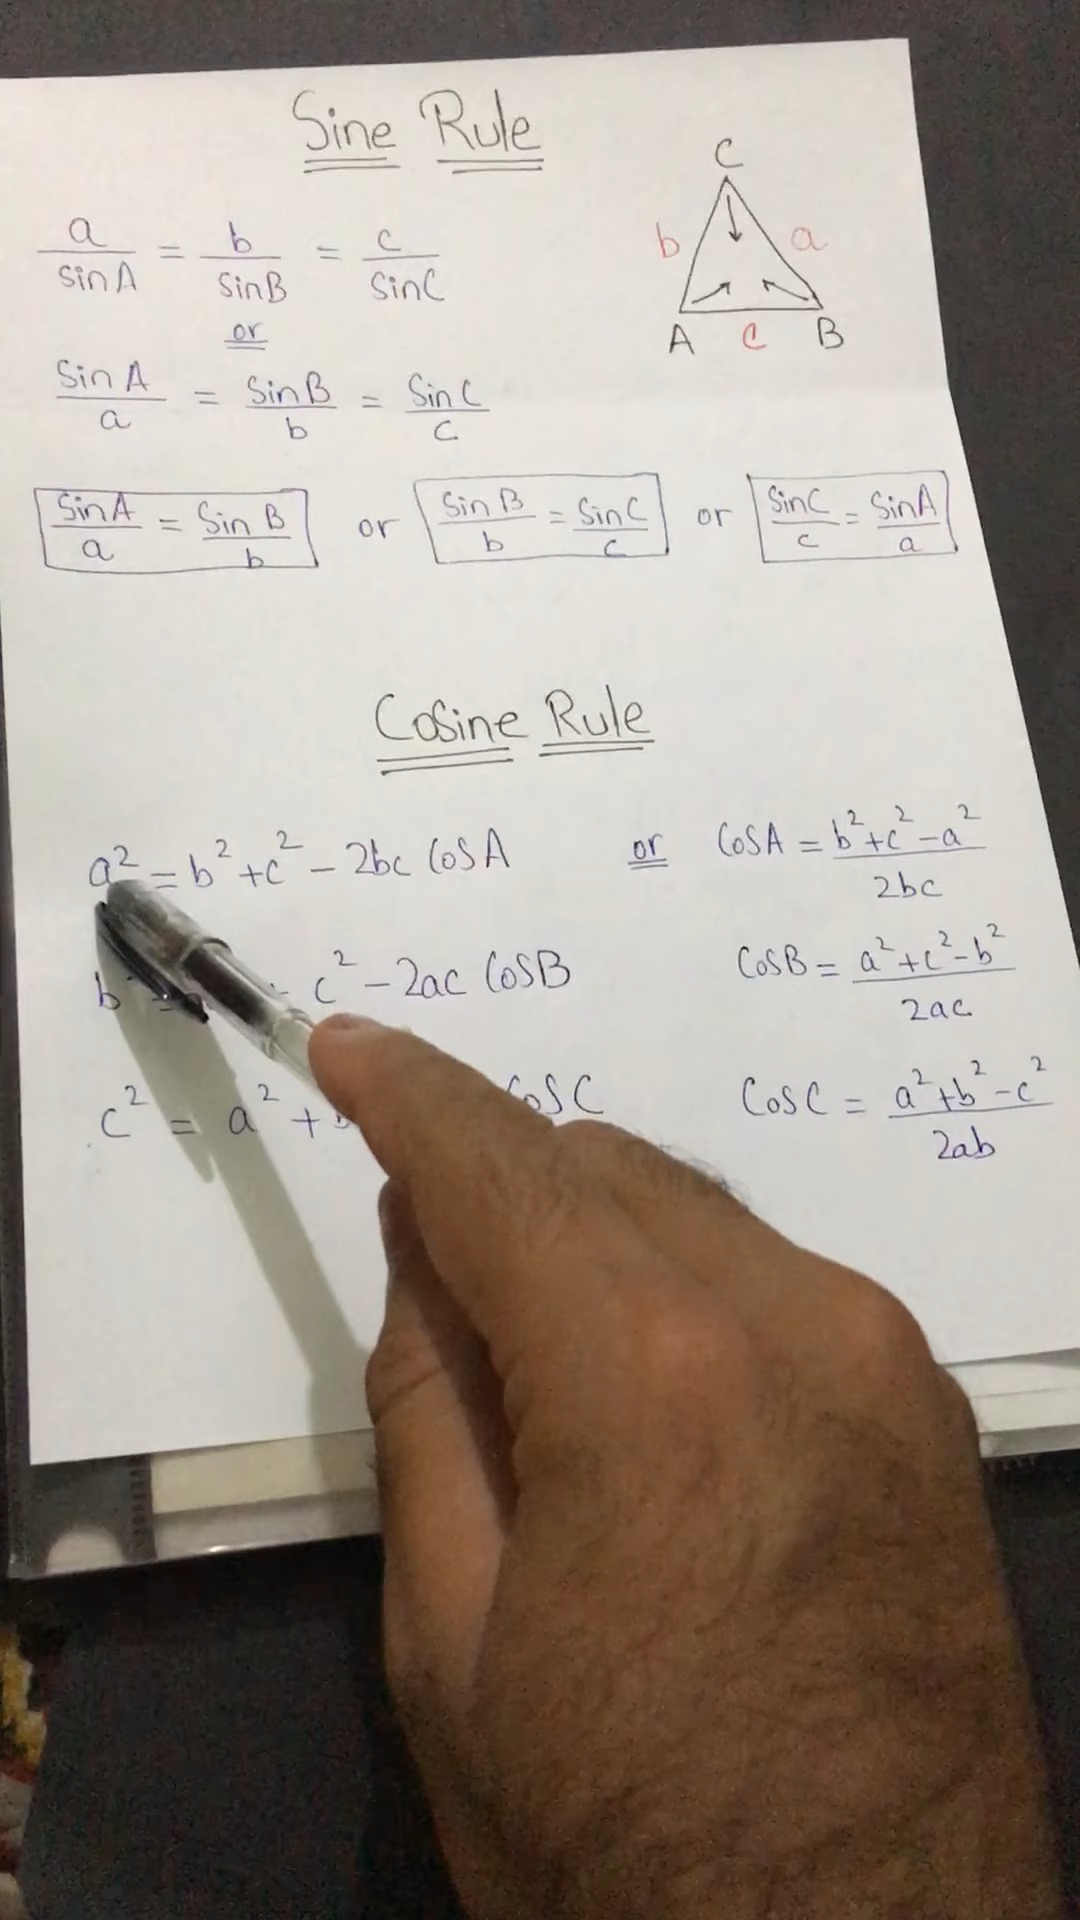 Sine Rule
a/sinA = b/sinB = c/sinC
or
SinA/a = SinB/b = SinC/c
SinA/a = SinB/b or SinB/b = SinC/c or SinC/c = SinA/a
C
b a
A c B
Cosine Rule
a² = b² + c² - 2bc CosA or CosA = b² + c² - a² / 2bc
b = c² - 2ac CosB CosB = a² + c² - b² / 2ac
c² = a² + CosC CosC = a² + b² - c² / 2ab